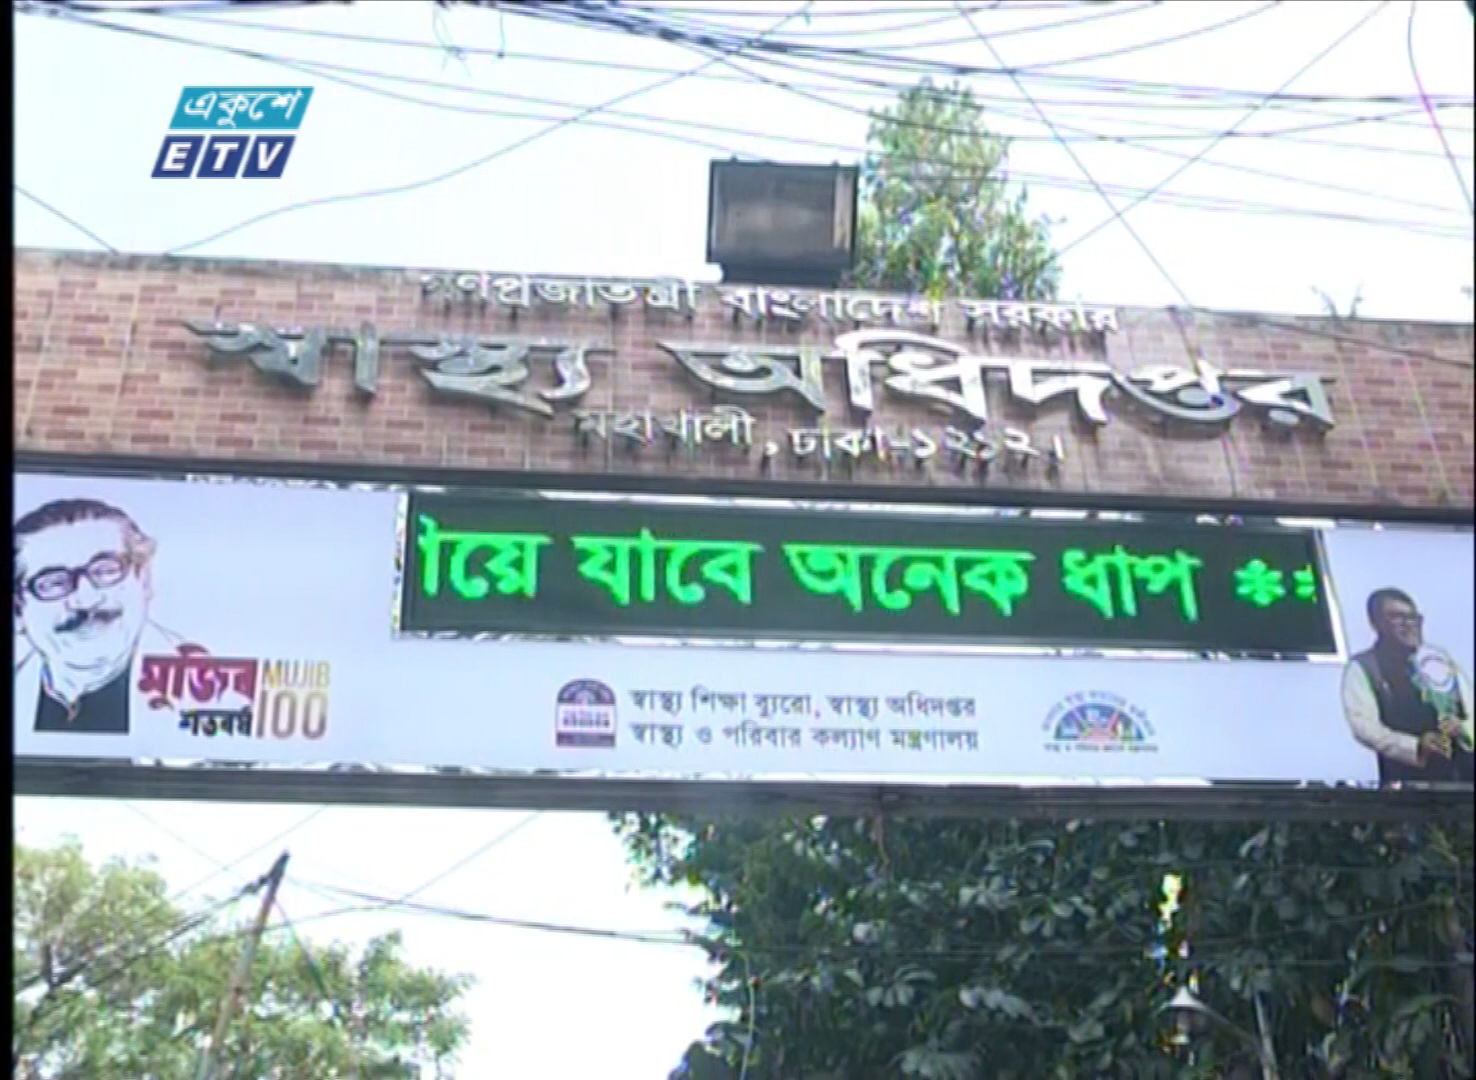 একুশে
ETV
গণপ্রজাতন্ত্রী বাংলাদেশ সরকার
স্বাস্থ্য অধিদপ্তর
মহাখালী, ঢাকা-১২১২।
য়ে যাবে অনেক ধাপ **
মুজিব MUJIB
শতবর্ষ 100
স্বাস্থ্য শিক্ষা ব্যুরো, স্বাস্থ্য অধিদপ্তর
স্বাস্থ্য ও পরিবার কল্যাণ মন্ত্রণালয়